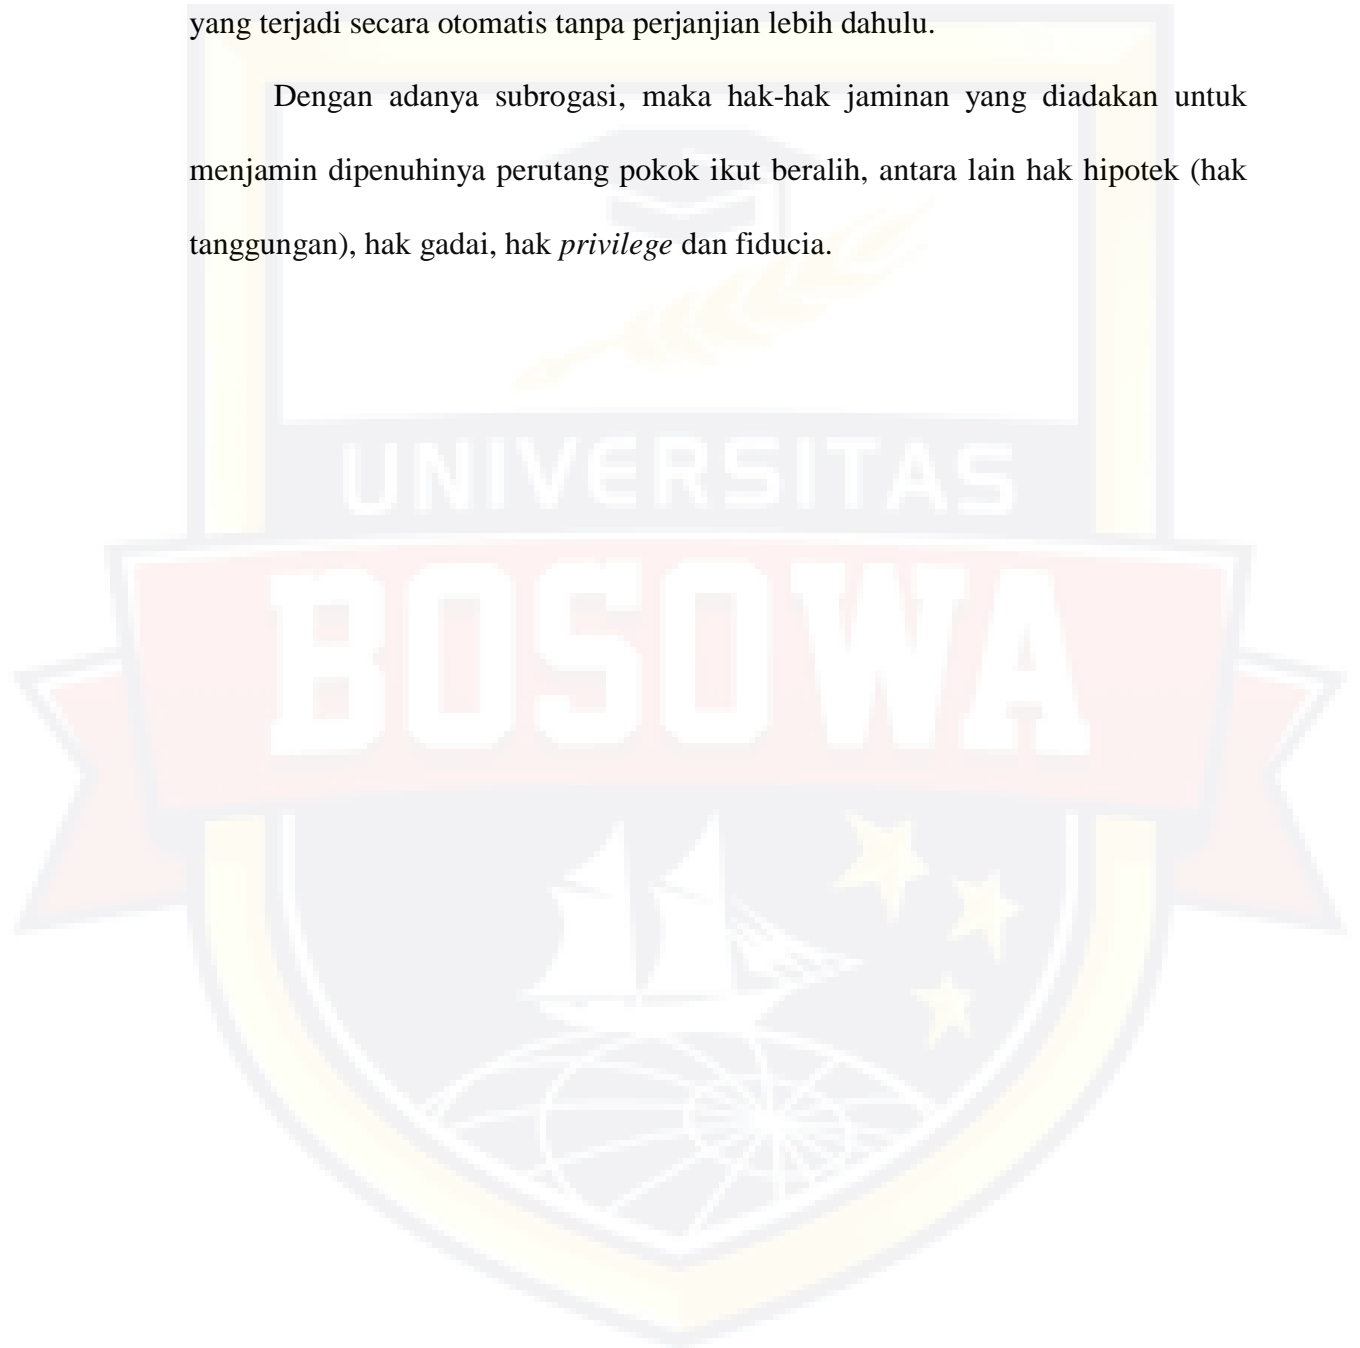 yang terjadi secara otomatis tanpa perjanjian lebih dahulu.
Dengan adanya subrogasi, maka hak-hak jaminan yang diadakan untuk
menjamin dipenuhinya perutang pokok ikut beralih, antara lain hak hipotek (hak
tanggungan), hak gadai, hak privilege dan fiducia.
UNIVERSITAS
BOSOWA